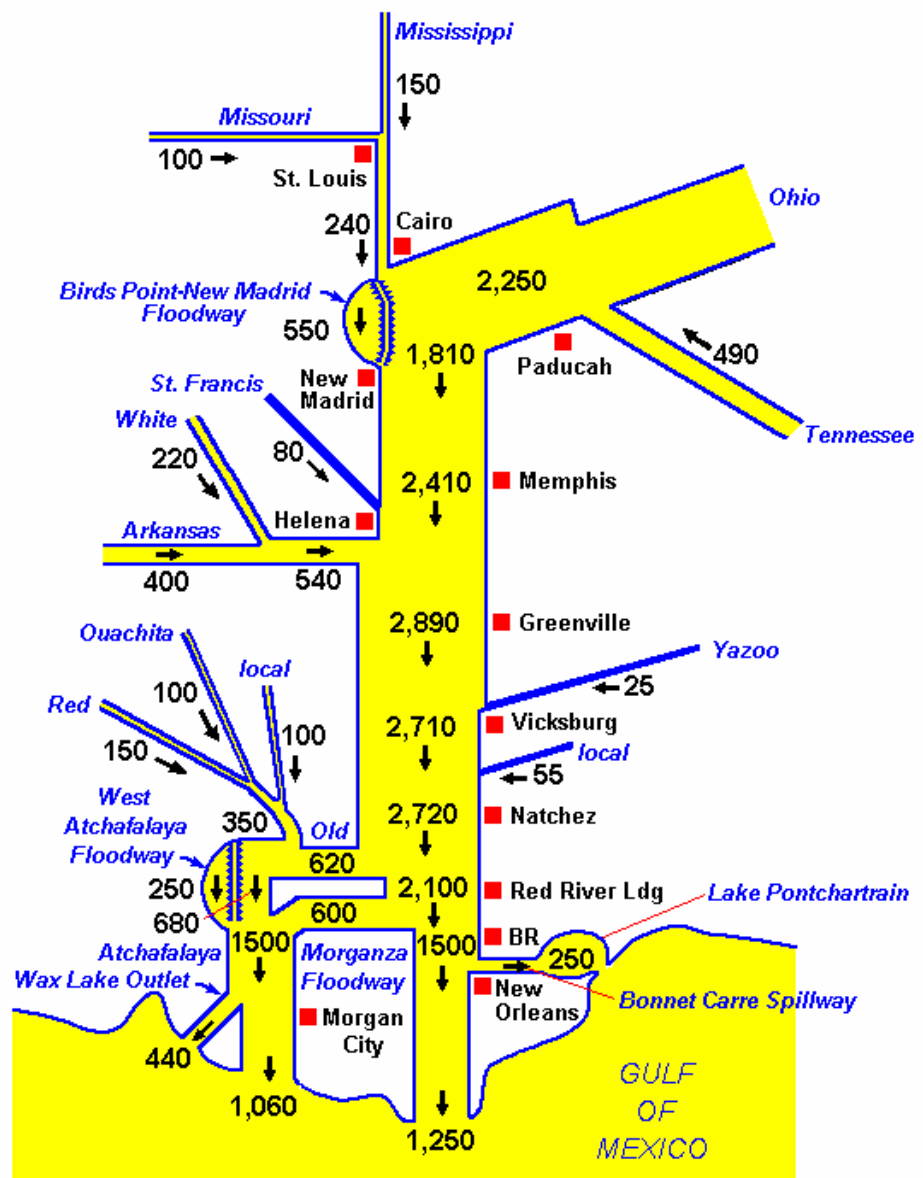 Mississippi
150
Missouri
100
St. Louis
Ohio
240
Cairo
2,250
Birds Point-New Madrid
Floodway
550
1,810
490
Paducah
New
Madrid
St. Francis
White
Tennessee
220
80
2,410
Memphis
Helena
Arkansas
400
540
2,890
Greenville
Ouachita
Yazoo
local
25
Red
100
2,710
Vicksburg
150
100
local
55
West
Atchafalaya
Floodway
350
Old
2,720
Natchez
620
250
2,100
Red River Ldg
Lake Pontchartrain
680
600
BR
Atchafalaya
1500
Morganza
Floodway
1500
250
Wax Lake Outlet
New
Orleans
Bonnet Carre Spillway
Morgan
City
440
1,060
1,250
GULF
OF
MEXICO